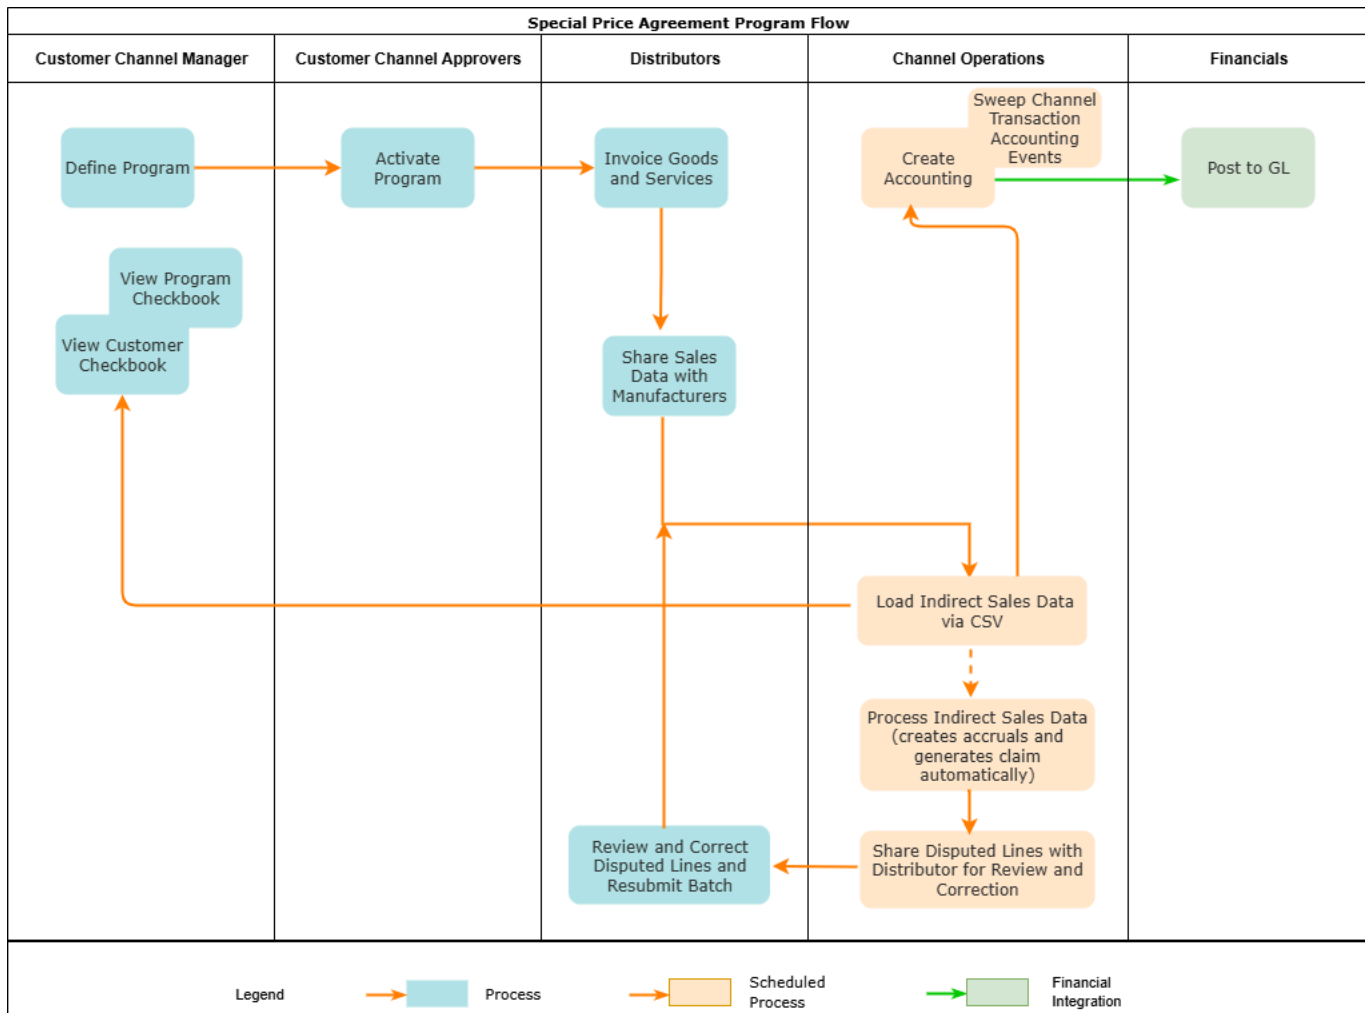 Special Price Agreement Program Flow
Customer Channel Manager
Customer Channel Approvers
Distributors
Channel Operations
Financials
Define Program
Activate
Program
Invoice Goods
and Services
Create
Accounting
Sweep Channel
Transaction
Accounting
Events
Post to GL
View Program
Checkbook
View Customer
Checkbook
Share Sales
Data with
Manufacturers
Load Indirect Sales Data
via CSV
Process Indirect Sales Data
(creates accruals and
generates claim
automatically)
Review and Correct
Disputed Lines and
Resubmit Batch
Share Disputed Lines with
Distributor for Review and
Correction
Legend
Process
Scheduled
Process
Financial
Integration